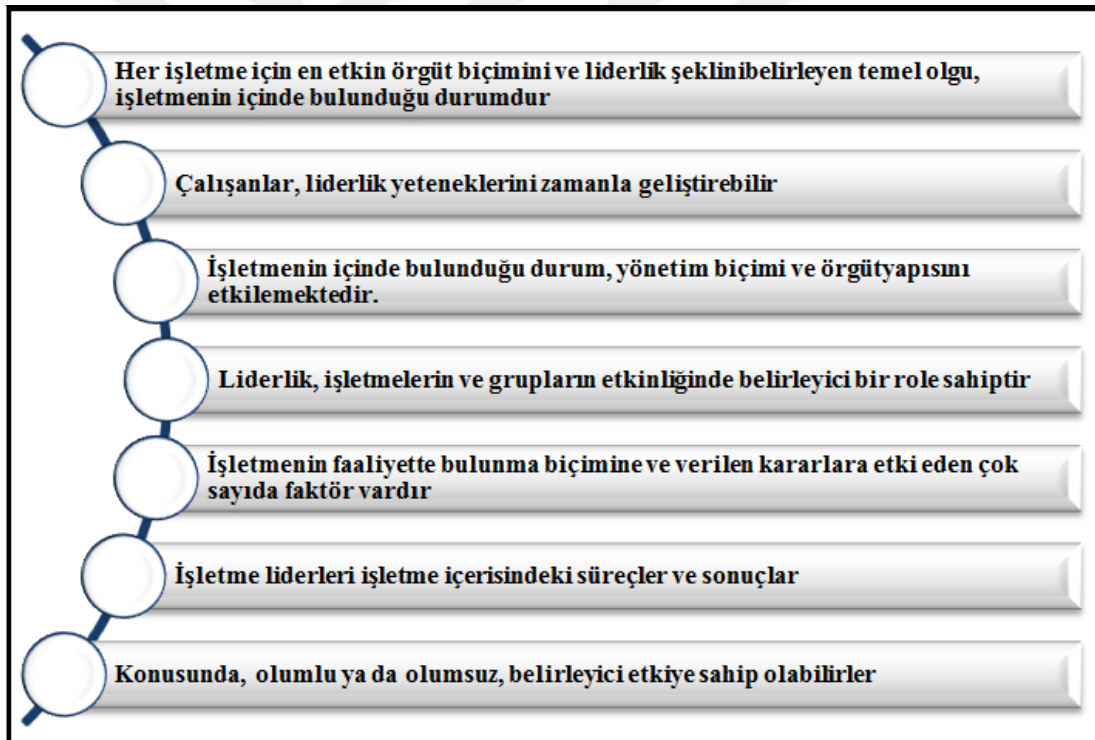 Her işletme için en etkin örgüt biçimini ve liderlik şeklinibelirleyen temel olgu,
işletmenin içinde bulunduğu durumdur
Çalışanlar, liderlik yeteneklerini zamanla geliştirebilir
İşletmenin içinde bulunduğu durum, yönetim biçimi ve örgütyapısını
etkilemektedir.
Liderlik, işletmelerin ve grupların etkinliğinde belirleyici bir role sahiptir
İşletmenin faaliyette bulunma biçimine ve verilen kararlara etki eden çok
sayıda faktör vardır
İşletme liderleri işletme içerisindeki süreçler ve sonuçlar
Konusunda, olumlu ya da olumsuz, belirleyici etkiye sahip olabilirler